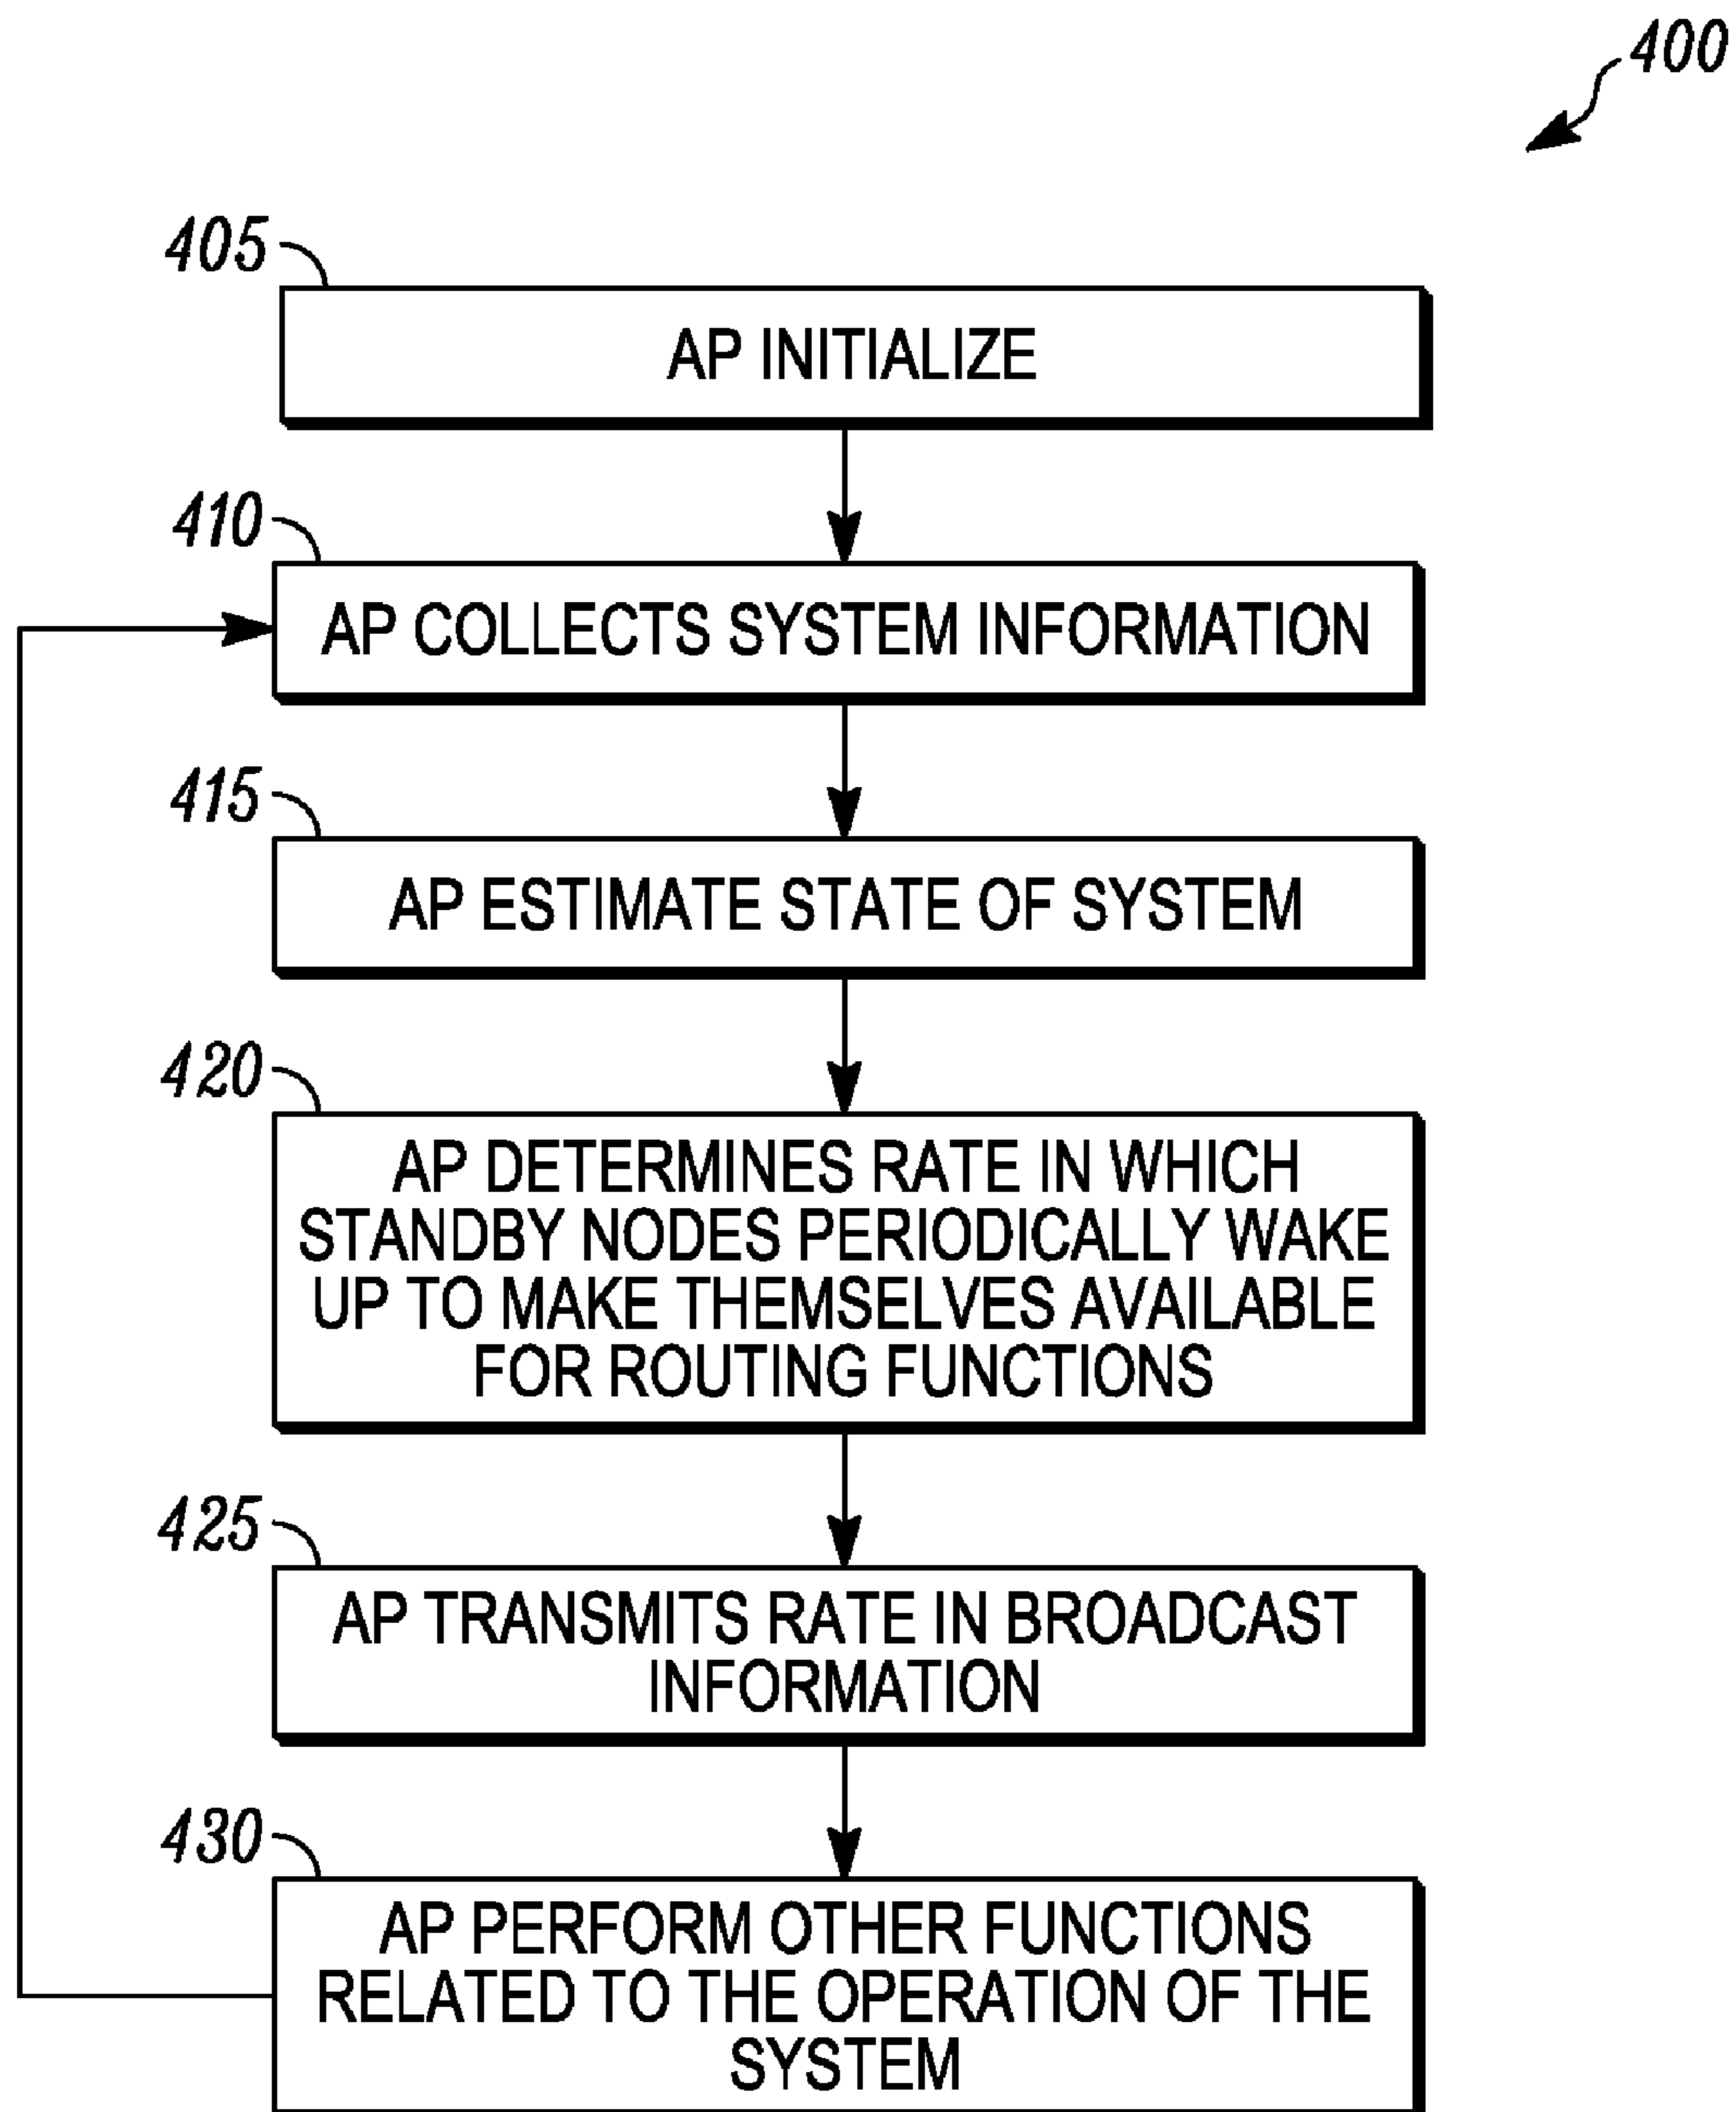 400
405
AP INITIALIZE
410
AP COLLECTS SYSTEM INFORMATION
415
AP ESTIMATE STATE OF SYSTEM
420
AP DETERMINES RATE IN WHICH
STANDBY NODES PERIODICALLY WAKE
UP TO MAKE THEMSELVES AVAILABLE
FOR ROUTING FUNCTIONS
425
AP TRANSMITS RATE IN BROADCAST
INFORMATION
430
AP PERFORM OTHER FUNCTIONS
RELATED TO THE OPERATION OF THE
SYSTEM